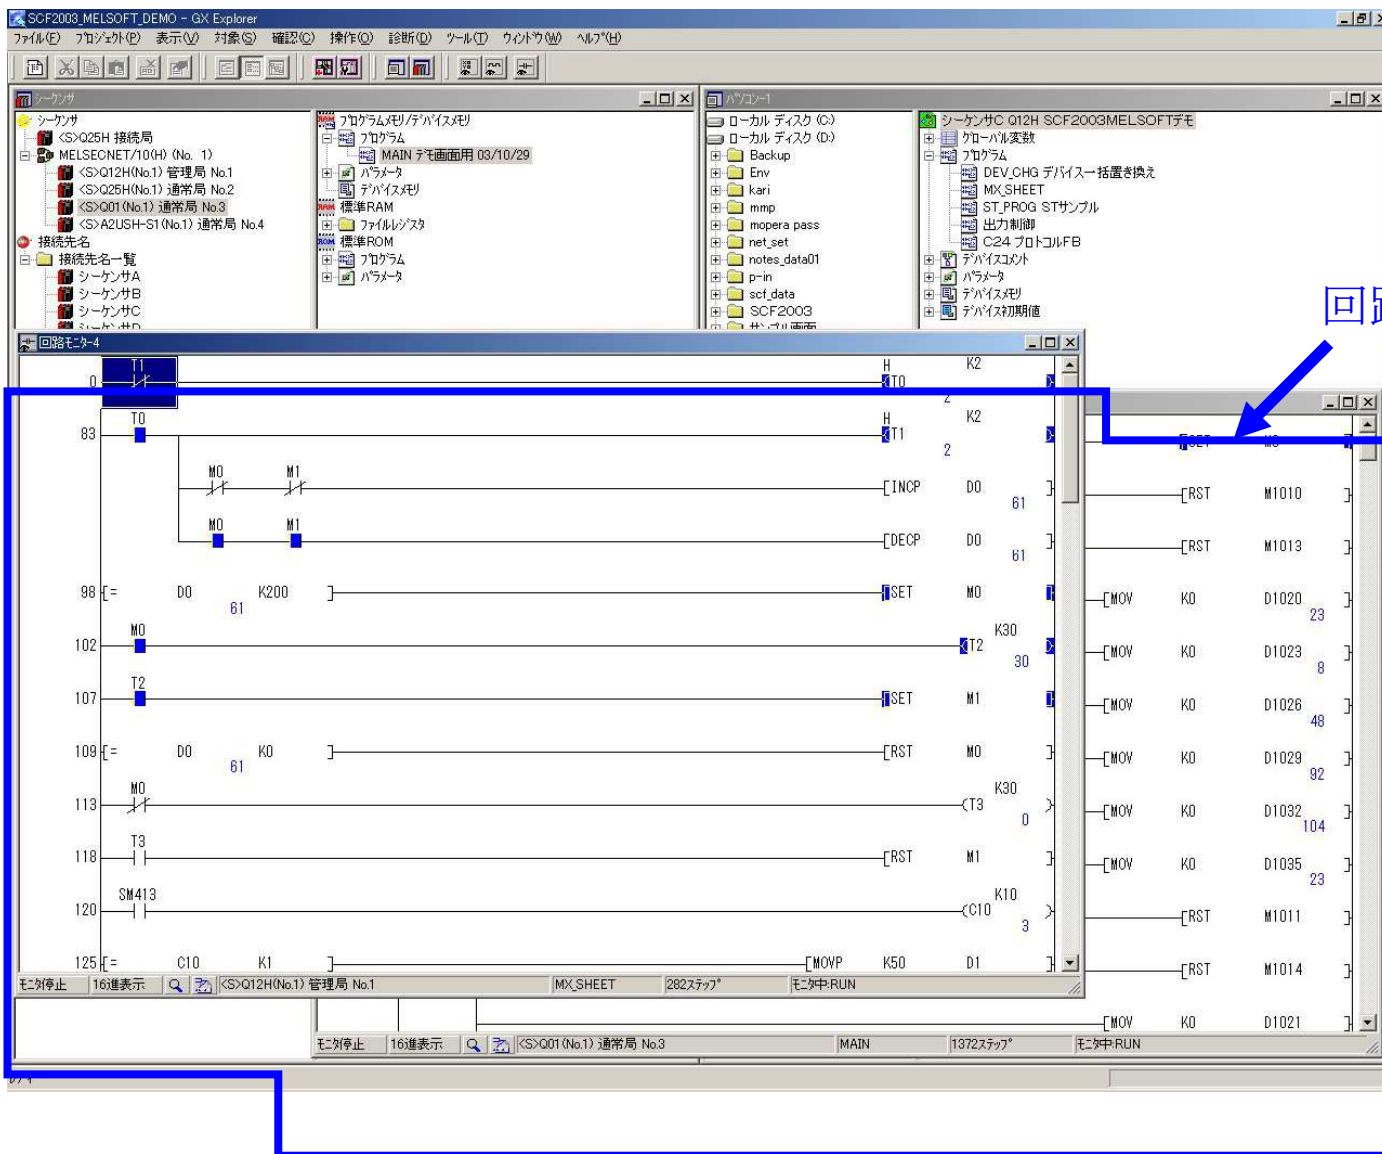 SCF2003_MELSOFT_DEMO - GX Explorer
ファイル(F) プロジェクト(P) 表示(V) 対象(S) 確認(C) 操作(O) 診断(D) ツール(T) ウィンドウ(W) ヘルプ(H)
シーケンサ
シーケンサ
<S>Q25H 接続局
MELSECNET/10(H) (No. 1)
<S>Q12H(No.1) 管理局 No.1
<S>Q25H(No.1) 通常局 No.2
<S>Q01(No.1) 通常局 No.3
<S>A2USH-S1(No.1) 通常局 No.4
接続先名
接続先名一覧
シーケンサA
シーケンサB
シーケンサC
シーケンサD
プログラムメモリ/デバイスメモリ
プログラム
MAIN デモ画面用 03/10/29
パラメータ
デバイスメモリ
標準RAM
ファイルレジスタ
標準ROM
プログラム
パラメータ
パソコン-1
ローカル ディスク (C:)
ローカル ディスク (D:)
Backup
Env
kari
mmp
mopera pass
net_set
notes_data01
p-in
scf_data
SCF2003
サンプル画面
シーケンサC Q12H SCF2003MELSOFTデモ
グローバル変数
プログラム
DEV_CHG デバイス一括置き換え
MX_SHEET
ST_PROG STサンプル
出力制御
C24 プロトコルFB
デバイスコメント
パラメータ
デバイスメモリ
デバイス初期値
回路
回路モニター-4
T1 H K2
0 T0
2
T0 H K2
83 T1
2
M0 M1
[INCP D0 ]
61
M0 M1
[DECP D0 ]
61
98 [= D0 K200 ] [SET M0 ]
61
M0 K30
102 (T2 )
30
T2
107 [SET M1 ]
109 [= D0 K0 ] [RST M0 ]
61
M0 K30
113 (T3 )
0
T3
118 [RST M1 ]
SM413 K10
120 (C10 )
3
125 [= C10 K1 ] [MOVP K50 D1 ]
モニタ停止 16進表示 <S>Q12H(No.1) 管理局 No.1 MX_SHEET 282ステップ モニタ中:RUN
[SET M0 ]
[RST M1010 ]
[RST M1013 ]
[MOV K0 D1020 ]
23
[MOV K0 D1023 ]
8
[MOV K0 D1026 ]
48
[MOV K0 D1029 ]
92
[MOV K0 D1032 ]
104
[MOV K0 D1035 ]
23
[RST M1011 ]
[RST M1014 ]
[MOV K0 D1021 ]
モニタ停止 16進表示 <S>Q01(No.1) 通常局 No.3 MAIN 1372ステップ モニタ中:RUN